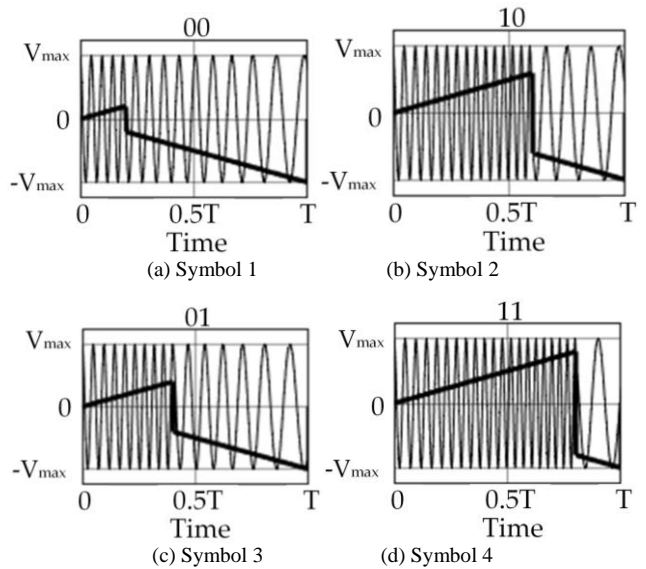 00
Vmax
0
-Vmax
0 0.5T T
Time
(a) Symbol 1
10
Vmax
0
-Vmax
0 0.5T T
Time
(b) Symbol 2
01
Vmax
0
-Vmax
0 0.5T T
Time
(c) Symbol 3
11
Vmax
0
-Vmax
0 0.5T T
Time
(d) Symbol 4